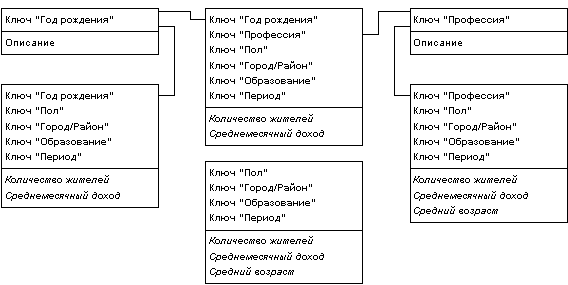 Ключ "Год рождения"
Описание
Ключ "Год рождения"
Ключ "Пол"
Ключ "Город/Район"
Ключ "Образование"
Ключ "Период"
Количество жителей
Среднемесячный доход
Ключ "Год рождения"
Ключ "Профессия"
Ключ "Пол"
Ключ "Город/Район"
Ключ "Образование"
Ключ "Период"
Количество жителей
Среднемесячный доход
Ключ "Пол"
Ключ "Город/Район"
Ключ "Образование"
Ключ "Период"
Количество жителей
Среднемесячный доход
Средний возраст
Ключ "Профессия"
Описание
Ключ "Профессия"
Ключ "Пол"
Ключ "Город/Район"
Ключ "Образование"
Ключ "Период"
Количество жителей
Среднемесячный доход
Средний возраст